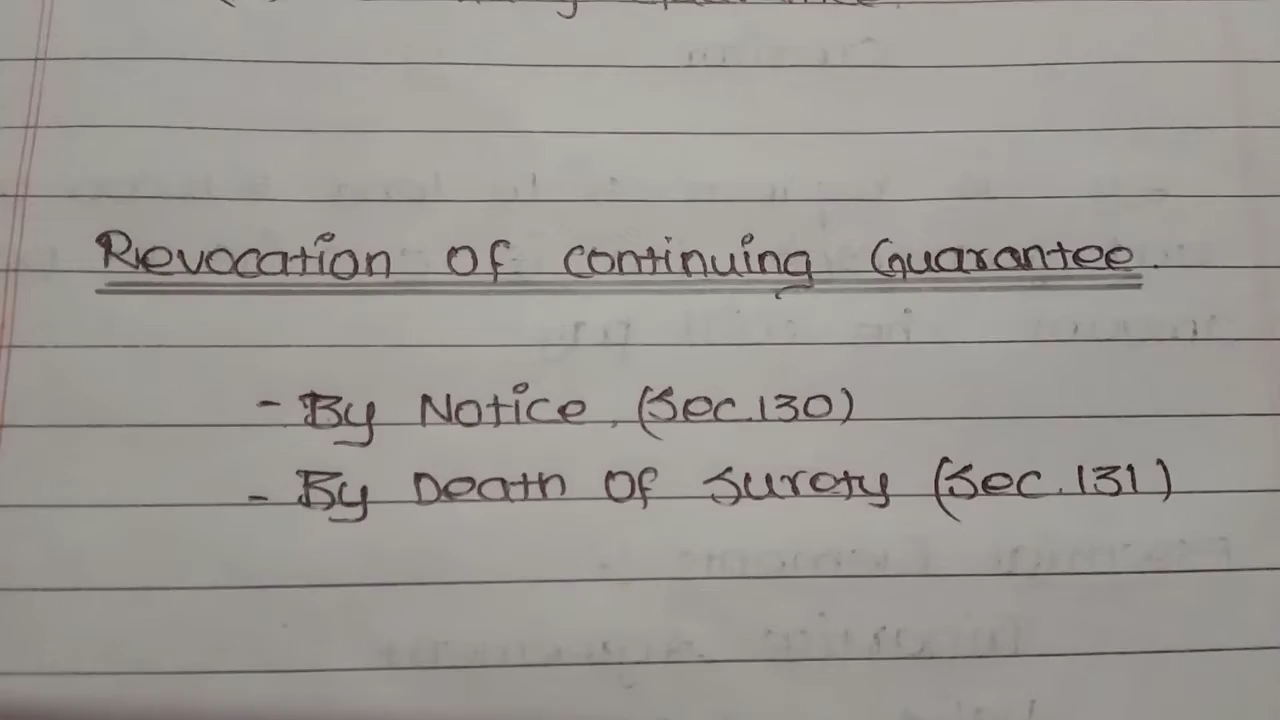 Revocation of continuing Guarantee.
- By Notice. (Sec.130)
- By Death of Surety (Sec.131)